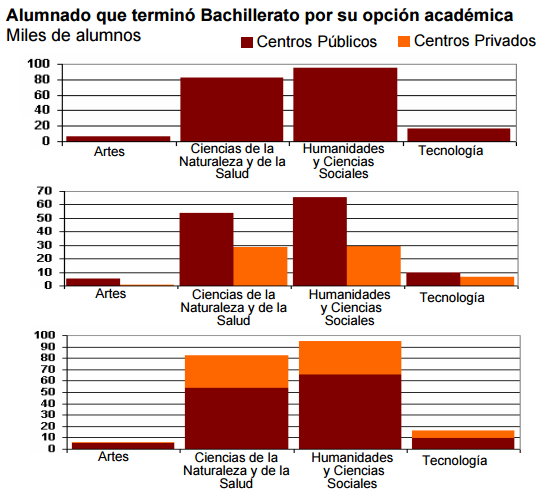 Alumnado que terminó Bachillerato por su opción académica
Miles de alumnos
Centros Públicos
Centros Privados
100
80
60
40
20
0
Artes
Ciencias de la
Naturaleza y de la
Salud
Humanidades
y Ciencias
Sociales
Tecnología
70
60
50
40
30
20
10
0
Artes
Ciencias de la
Naturaleza y de la
Salud
Humanidades
y Ciencias
Sociales
Tecnología
100
90
80
70
60
50
40
30
20
10
0
Artes
Ciencias de la
Naturaleza y de la
Salud
Humanidades
y Ciencias
Sociales
Tecnología